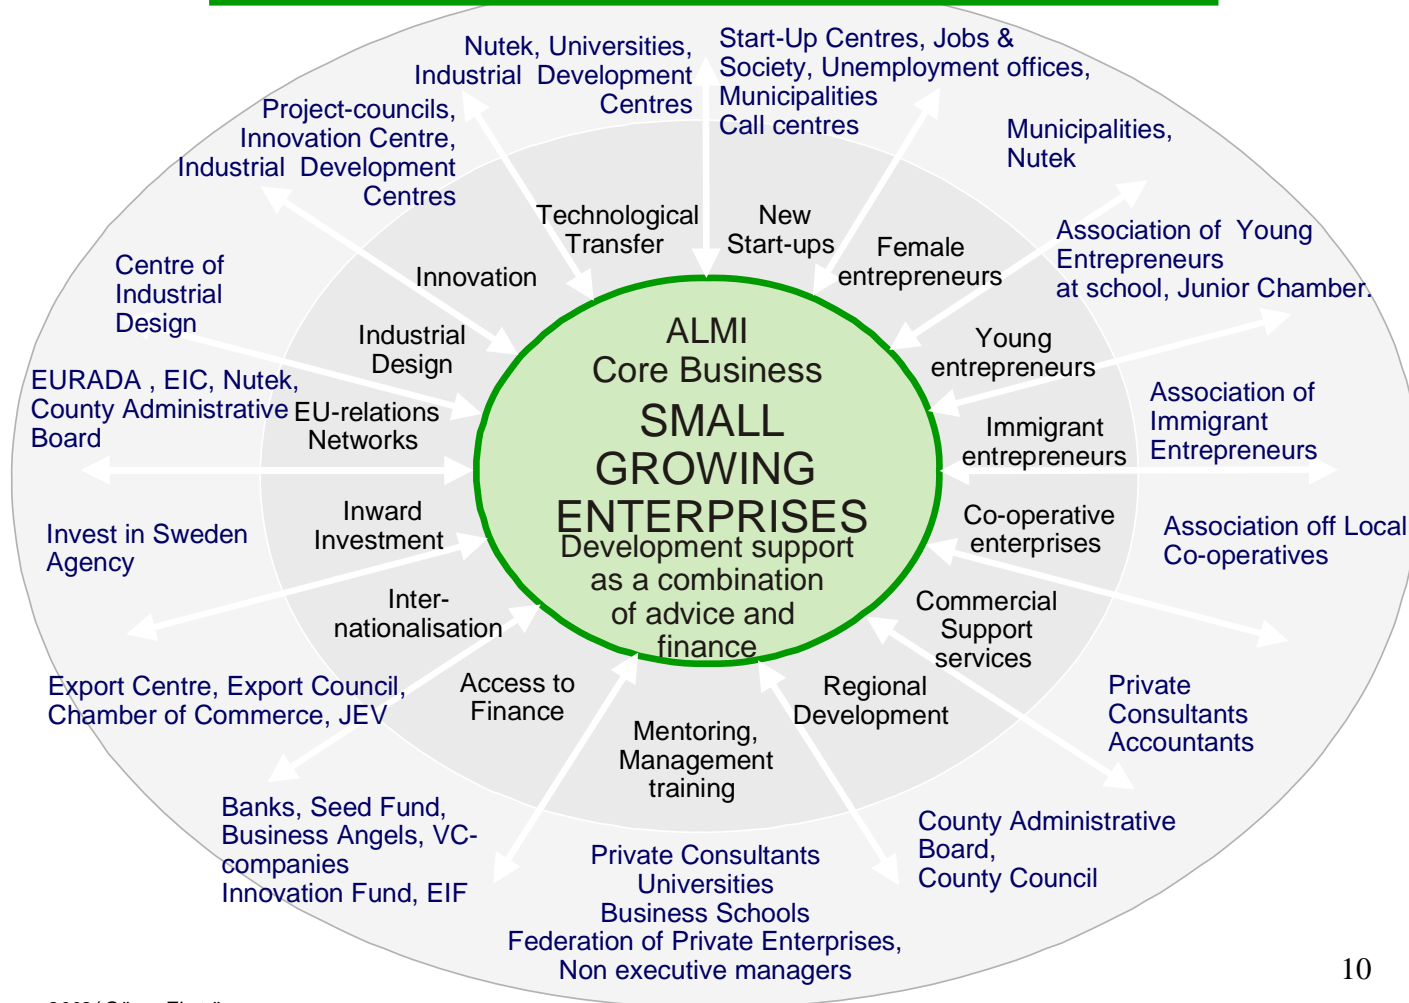 Nutek, Universities,
Industrial Development
Centres
Start-Up Centres, Jobs &
Society, Unemployment offices,
Municipalities
Call centres
Project-councils,
Innovation Centre,
Industrial Development
Centres
Municipalities,
Nutek
Technological
Transfer
New
Start-ups
Female
entrepreneurs
Association of Young
Entrepreneurs
at school, Junior Chamber.
Innovation
Centre of
Industrial
Design
Industrial
Design
Young
entrepreneurs
ALMI
Core Business
SMALL
GROWING
ENTERPRISES
Development support
as a combination
of advice and
finance
EURADA , EIC, Nutek,
County Administrative
Board
EU-relations
Networks
Immigrant
entrepreneurs
Association of
Immigrant
Entrepreneurs
Invest in Sweden
Agency
Inward
Investment
Co-operative
enterprises
Association off Local
Co-operatives
Inter-
nationalisation
Commercial
Support
services
Export Centre, Export Council,
Chamber of Commerce, JEV
Access to
Finance
Mentoring,
Management
training
Regional
Development
Private
Consultants
Accountants
Banks, Seed Fund,
Business Angels, VC-
companies
Innovation Fund, EIF
Private Consultants
Universities
Business Schools
Federation of Private Enterprises,
Non executive managers
County Administrative
Board,
County Council
10